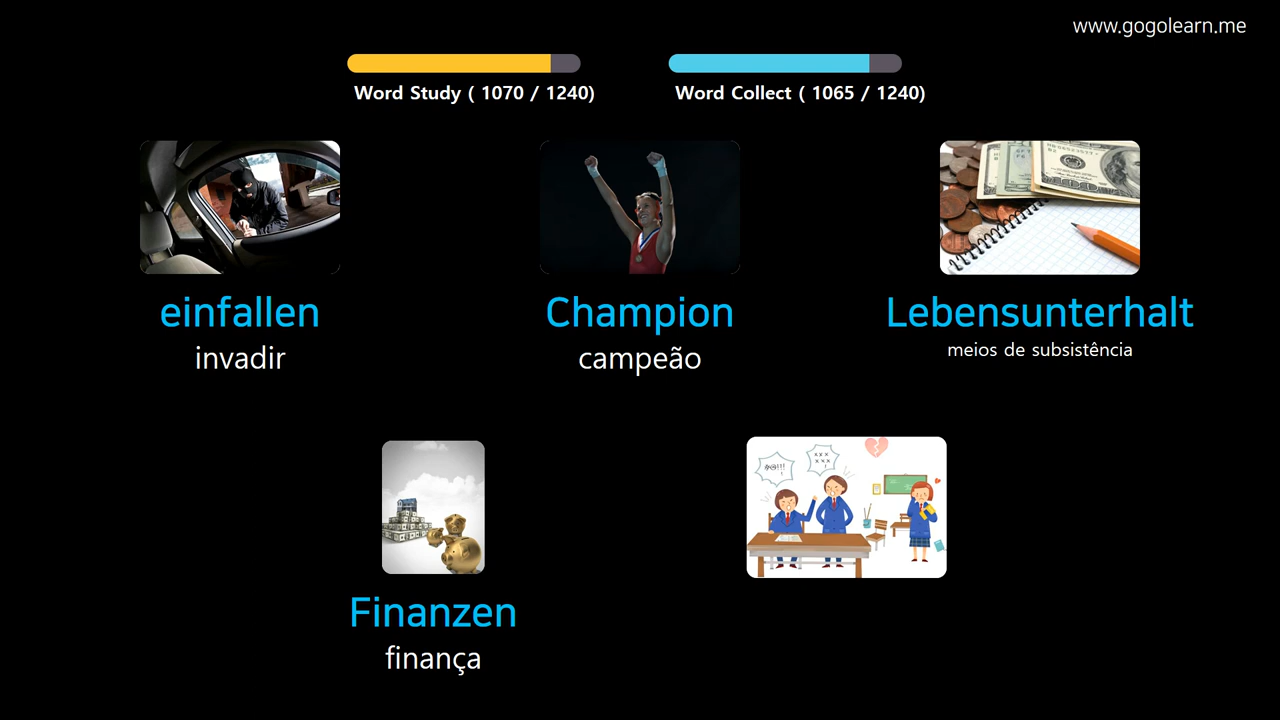 www.gogolearn.me
Word Study ( 1070 / 1240)
Word Collect ( 1065 / 1240)
einfallen
invadir
Champion
campeão
Lebensunterhalt
meios de subsistência
Finanzen
finança